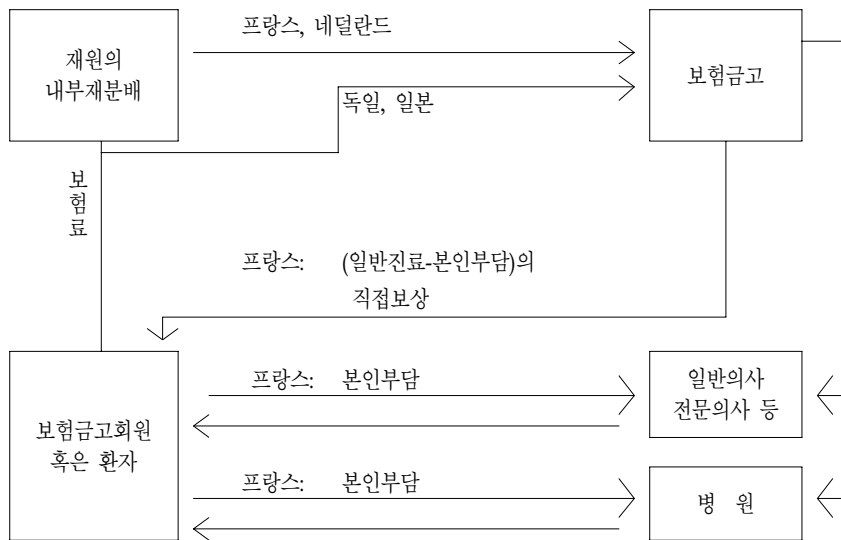 프랑스, 네덜란드
재원의
내부재분배
보험금고
독일, 일본
보험료
프랑스: (일반진료-본인부담)의
직접보상
프랑스: 본인부담
일반의사
전문의사 등
보험금고회원
혹은 환자
프랑스: 본인부담
병 원